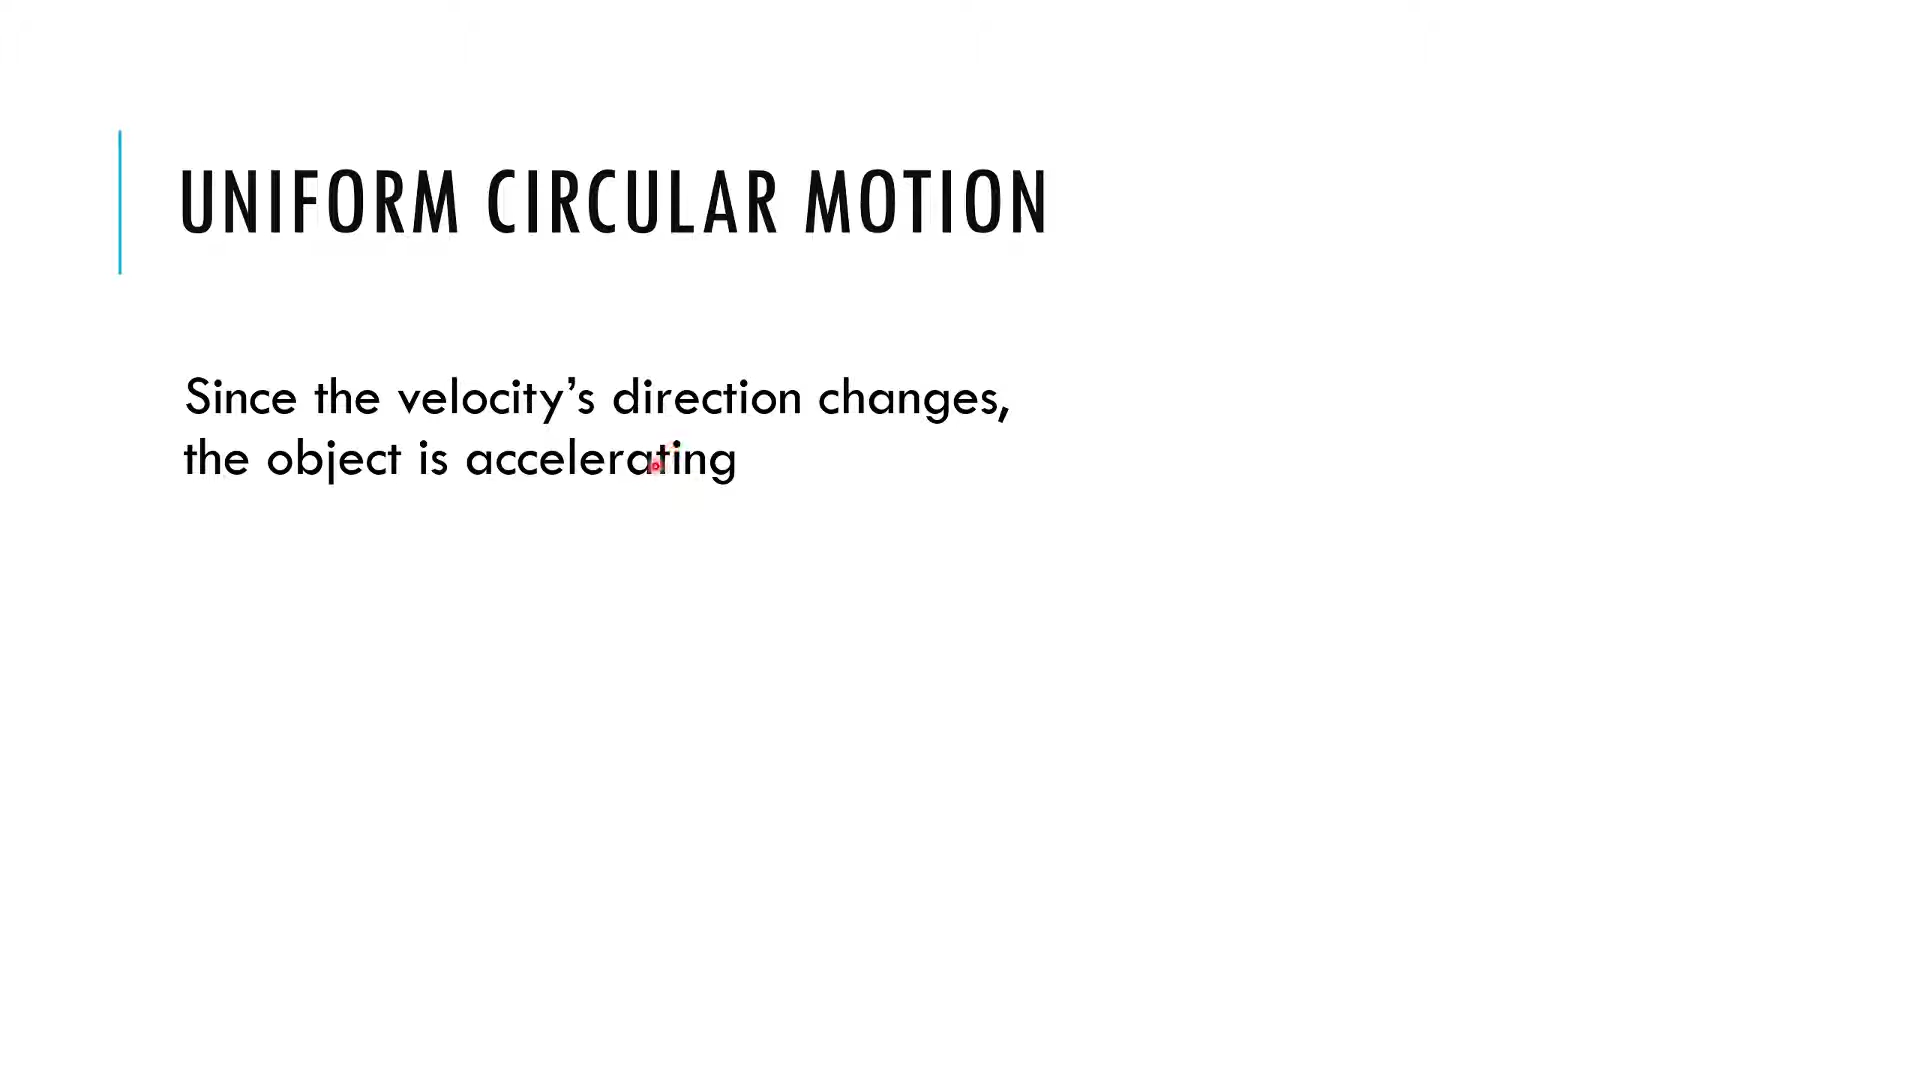 UNIFORM CIRCULAR MOTION
Since the velocity’s direction changes,
the object is accelerating